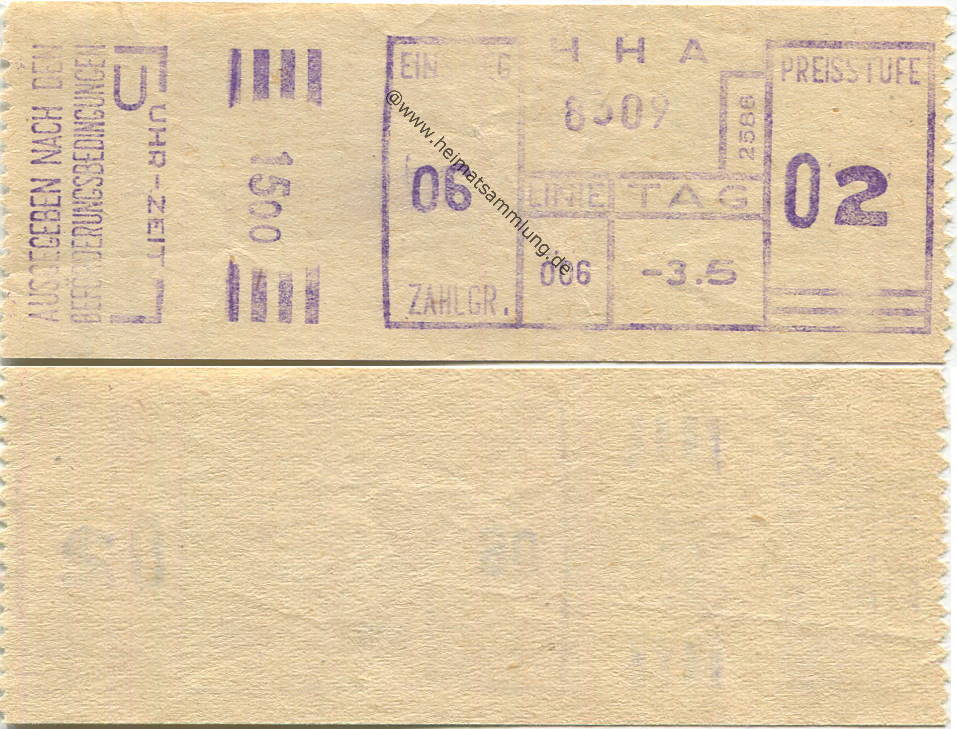 AUSGEGEBEN NACH DEN
BEFÖRDERUNGSBEDINGUNGEN
UHR-ZEIT
1500
06
ZAHLGR.
HHA
LINIE
006
TAG
-3.5
2586
PREISSTUFE
02
@www.heimatsammlung.de